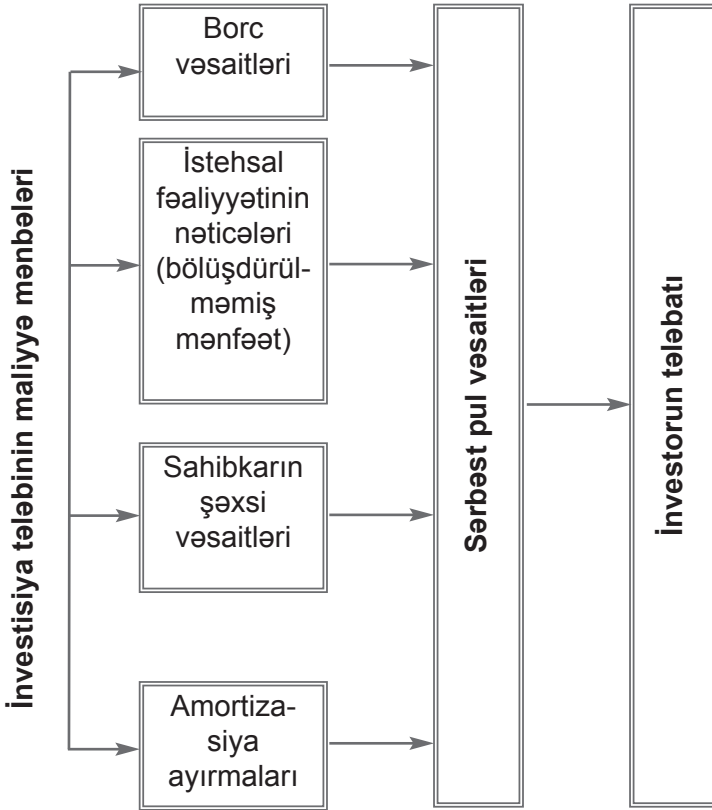 İnvestisiya tələbinin maliyyə mənbələri
Borc
vəsaitləri
İstehsal
fəaliyyətinin
nəticələri
(bölüşdürül-
məmiş
mənfəət)
Sahibkarın
şəxsi
vəsaitləri
Amortiza-
siya
ayırmaları
Sərbəst pul vəsaitləri
İnvestorun tələbatı